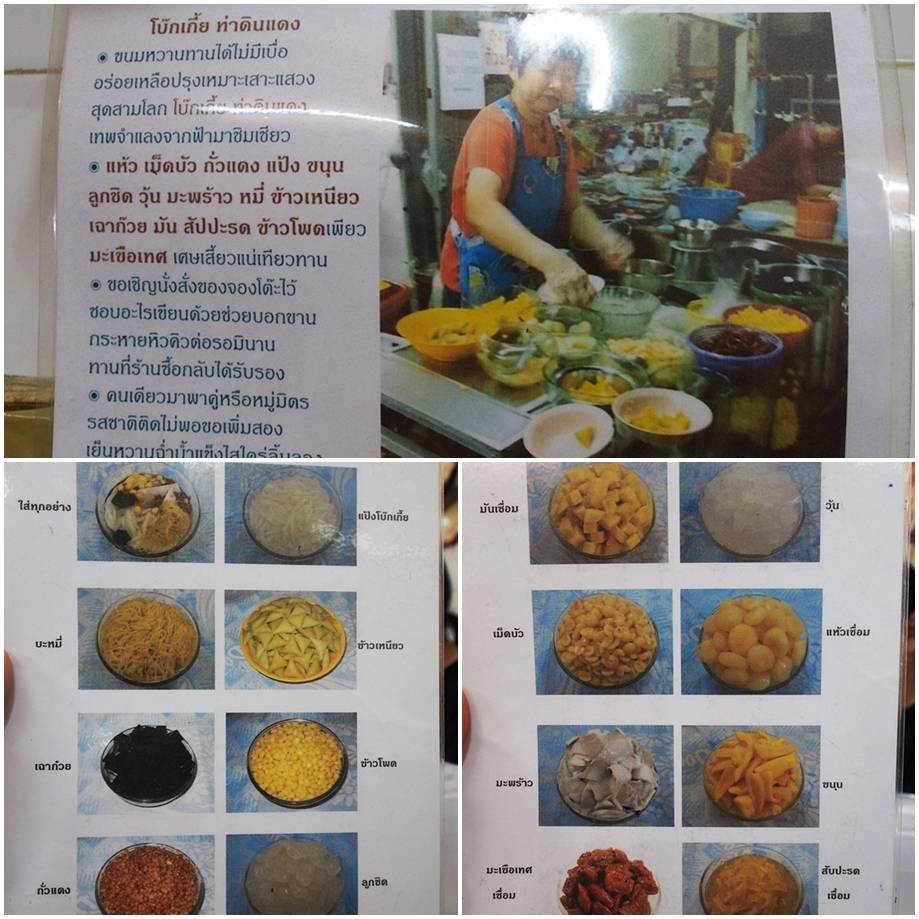 โบ๊กเกี้ย ท่าดินแดง
◉ ขนมหวานทานได้ไม่มีเบื่อ
อร่อยเหลือปรุงเหมาะเสาะแสวง
สุดสามโลก โบ๊กเกี้ย ท่าดินแดง
เทพจำแลงจากฟ้ามาชิมเชียว
◉ แห้ว เม็ดบัว ถั่วแดง แป้ง ขนุน
ลูกชิด วุ้น มะพร้าว หมี่ ข้าวเหนียว
เฉาก๊วย มัน สัปปะรด ข้าวโพดเพียว
มะเขือเทศ เศษเสี้ยวแน่เทียวทาน
◉ ขอเชิญนั่งสั่งของจองโต๊ะไว้
ชอบอะไรเขียนด้วยช่วยบอกขาน
กระหายหิวคิวต่อรอมินาน
ทานที่ร้านซื้อกลับได้รับรอง
◉ คนเดียวมาพาคู่หรือหมู่มิตร
รสชาติติดไม่พอขอเพิ่มสอง
เย็นหวานฉ่ำน้ำแข็งใสใคร่ลิ้มลอง
ใส่ทุกอย่าง
แป้งโบ๊กเกี้ย
บะหมี่
ข้าวเหนียว
เฉาก๋วย
ข้าวโพด
ถั่วแดง
ลูกชิด
มันเชื่อม
วุ้น
เม็ดบัว
แห้วเชื่อม
มะพร้าว
ขนุน
มะเขือเทศ
เชื่อม
สับปะรด
เชื่อม